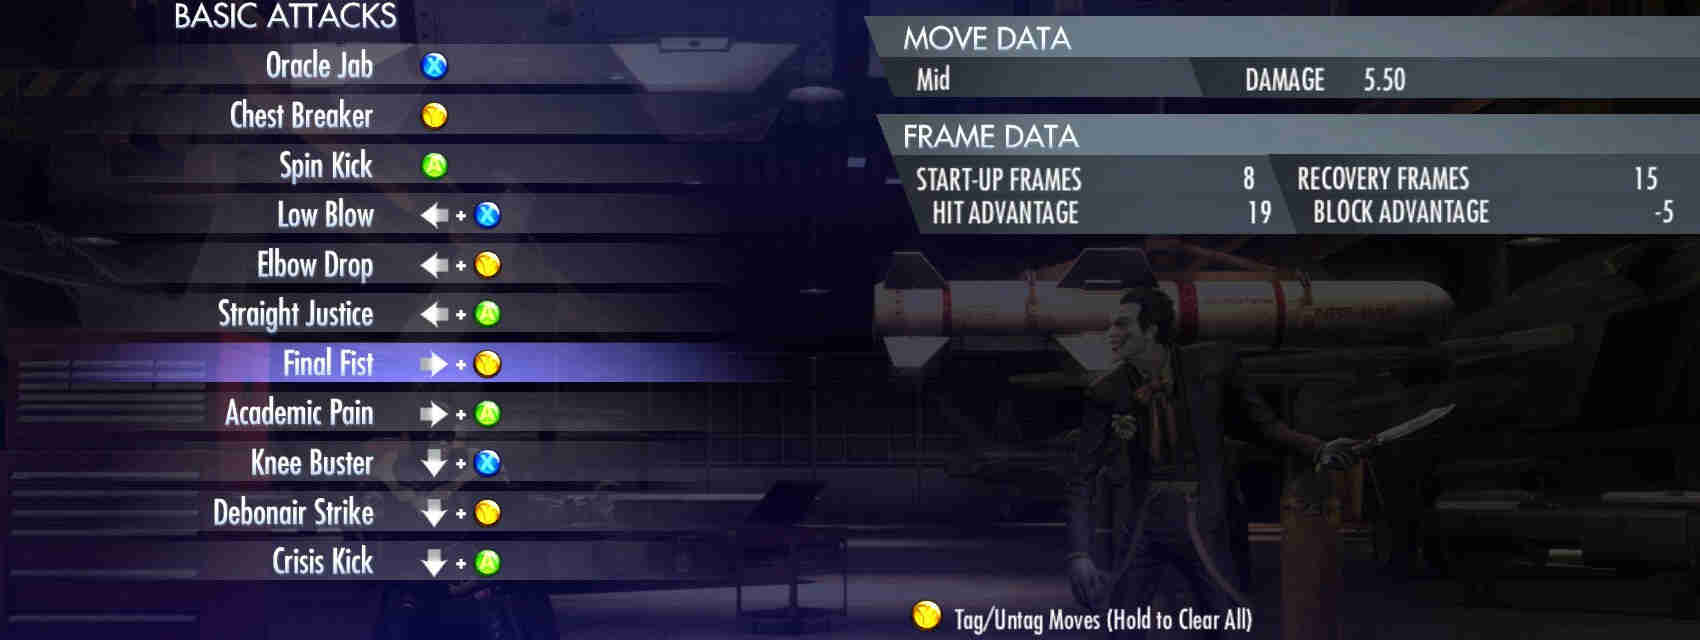 BASIC ATTACKS
Oracle Jab X
Chest Breaker Y
Spin Kick A
Low Blow + X
Elbow Drop + Y
Straight Justice + A
Final Fist + Y
Academic Pain + A
Knee Buster + X
Debonair Strike + Y
Crisis Kick + A
MOVE DATA
Mid DAMAGE 5.50
FRAME DATA
START-UP FRAMES 8 RECOVERY FRAMES 15
HIT ADVANTAGE 19 BLOCK ADVANTAGE -5
Y Tag/Untag Moves (Hold to Clear All)